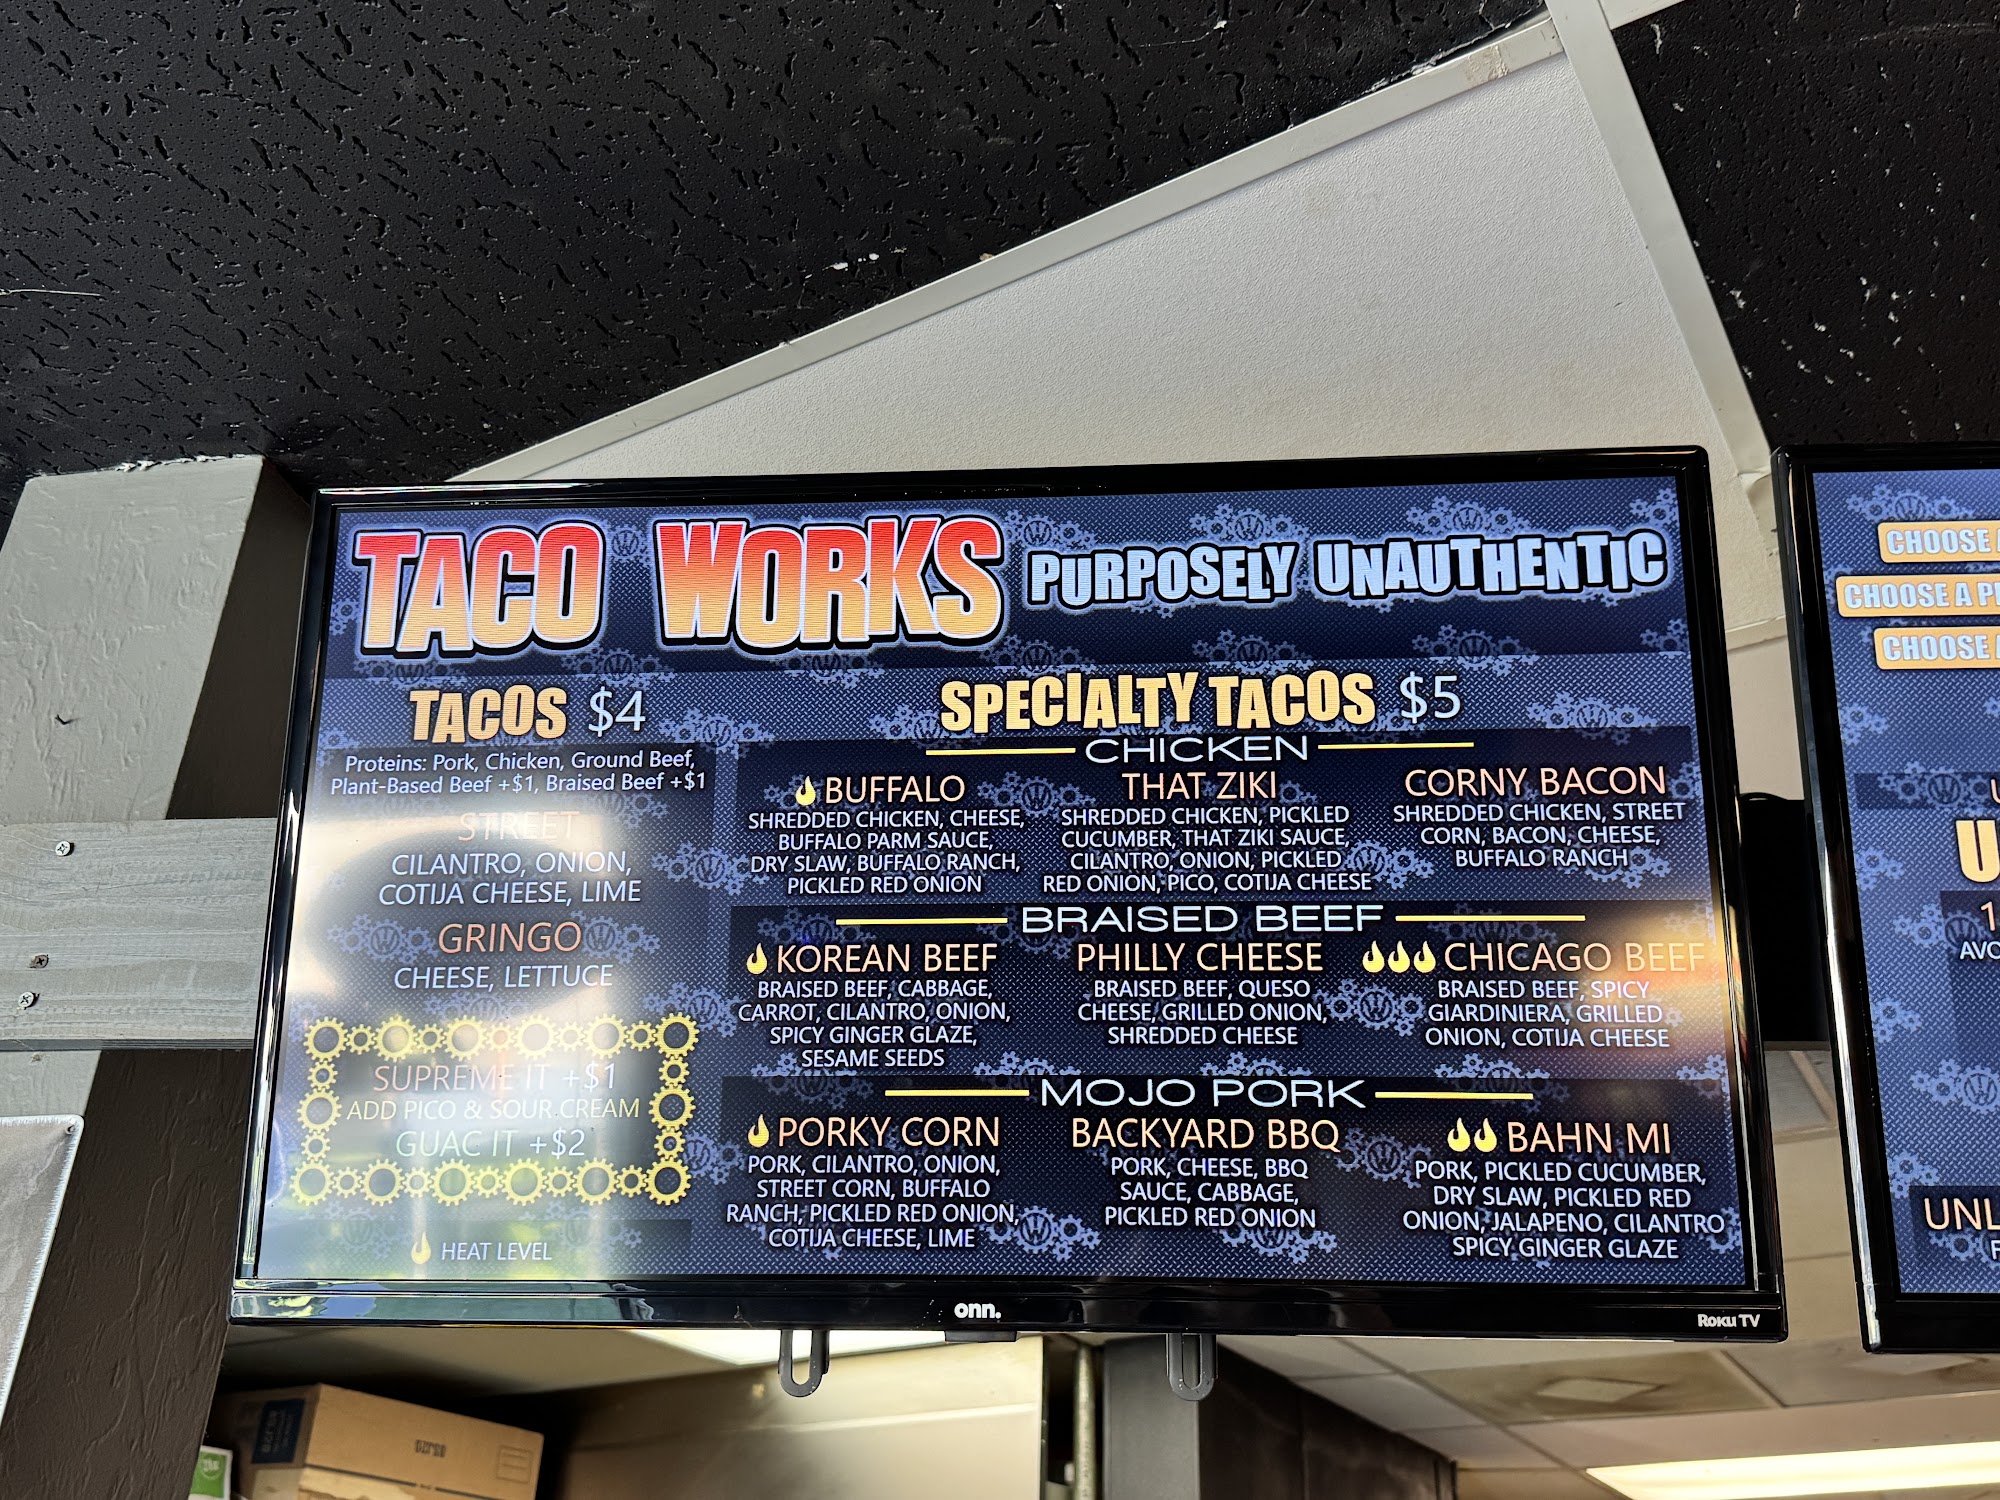 TACO WORKS PURPOSELY UNAUTHENTIC
TACOS $4
Proteins: Pork, Chicken, Ground Beef,
Plant-Based Beef +$1, Braised Beef +$1
STREET
CILANTRO, ONION,
COTIJA CHEESE, LIME
GRINGO
CHEESE, LETTUCE
SUPREME IT +$1
ADD PICO & SOUR CREAM
GUAC IT +$2
HEAT LEVEL
SPECIALTY TACOS $5
CHICKEN
BUFFALO
SHREDDED CHICKEN, CHEESE,
BUFFALO PARM SAUCE,
DRY SLAW, BUFFALO RANCH,
PICKLED RED ONION
THAT ZIKI
SHREDDED CHICKEN, PICKLED
CUCUMBER, THAT ZIKI SAUCE,
CILANTRO, ONION, PICKLED
RED ONION, PICO, COTIJA CHEESE
CORNY BACON
SHREDDED CHICKEN, STREET
CORN, BACON, CHEESE,
BUFFALO RANCH
BRAISED BEEF
KOREAN BEEF
BRAISED BEEF, CABBAGE,
CARROT, CILANTRO, ONION,
SPICY GINGER GLAZE,
SESAME SEEDS
PHILLY CHEESE
BRAISED BEEF, QUESO
CHEESE, GRILLED ONION,
SHREDDED CHEESE
CHICAGO BEEF
BRAISED BEEF, SPICY
GIARDINIERA, GRILLED
ONION, COTIJA CHEESE
MOJO PORK
PORKY CORN
PORK, CILANTRO, ONION,
STREET CORN, BUFFALO
RANCH, PICKLED RED ONION,
COTIJA CHEESE, LIME
BACKYARD BBQ
PORK, CHEESE, BBQ
SAUCE, CABBAGE,
PICKLED RED ONION
BAHN MI
PORK, PICKLED CUCUMBER,
DRY SLAW, PICKLED RED
ONION, JALAPENO, CILANTRO
SPICY GINGER GLAZE
onn.
Roku TV
CHOOSE
CHOOSE A
CHOOSE